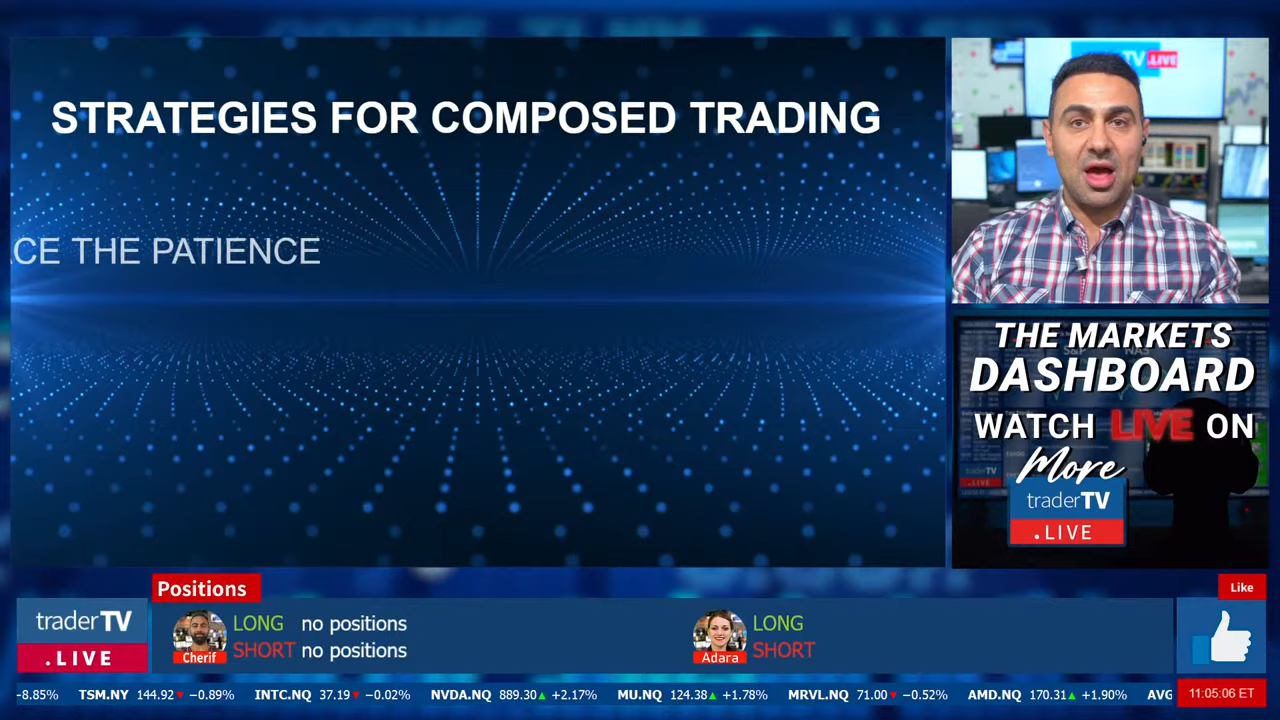 STRATEGIES FOR COMPOSED TRADING
CE THE PATIENCE
TV .LIVE
THE MARKETS
DASHBOARD
WATCH LIVE ON
More
traderTV
.LIVE
Positions
Like
traderTV
.LIVE
Cherif
LONG no positions
SHORT no positions
Adara
LONG
SHORT
-8.85% TSM.NY 144.92▼ -0.89% INTC.NQ 37.19▼ -0.02% NVDA.NQ 889.30▲ +2.17% MU.NQ 124.38▲ +1.78% MRVL.NQ 71.00▼ -0.52% AMD.NQ 170.31▲ +1.90% AVG
11:05:06 ET